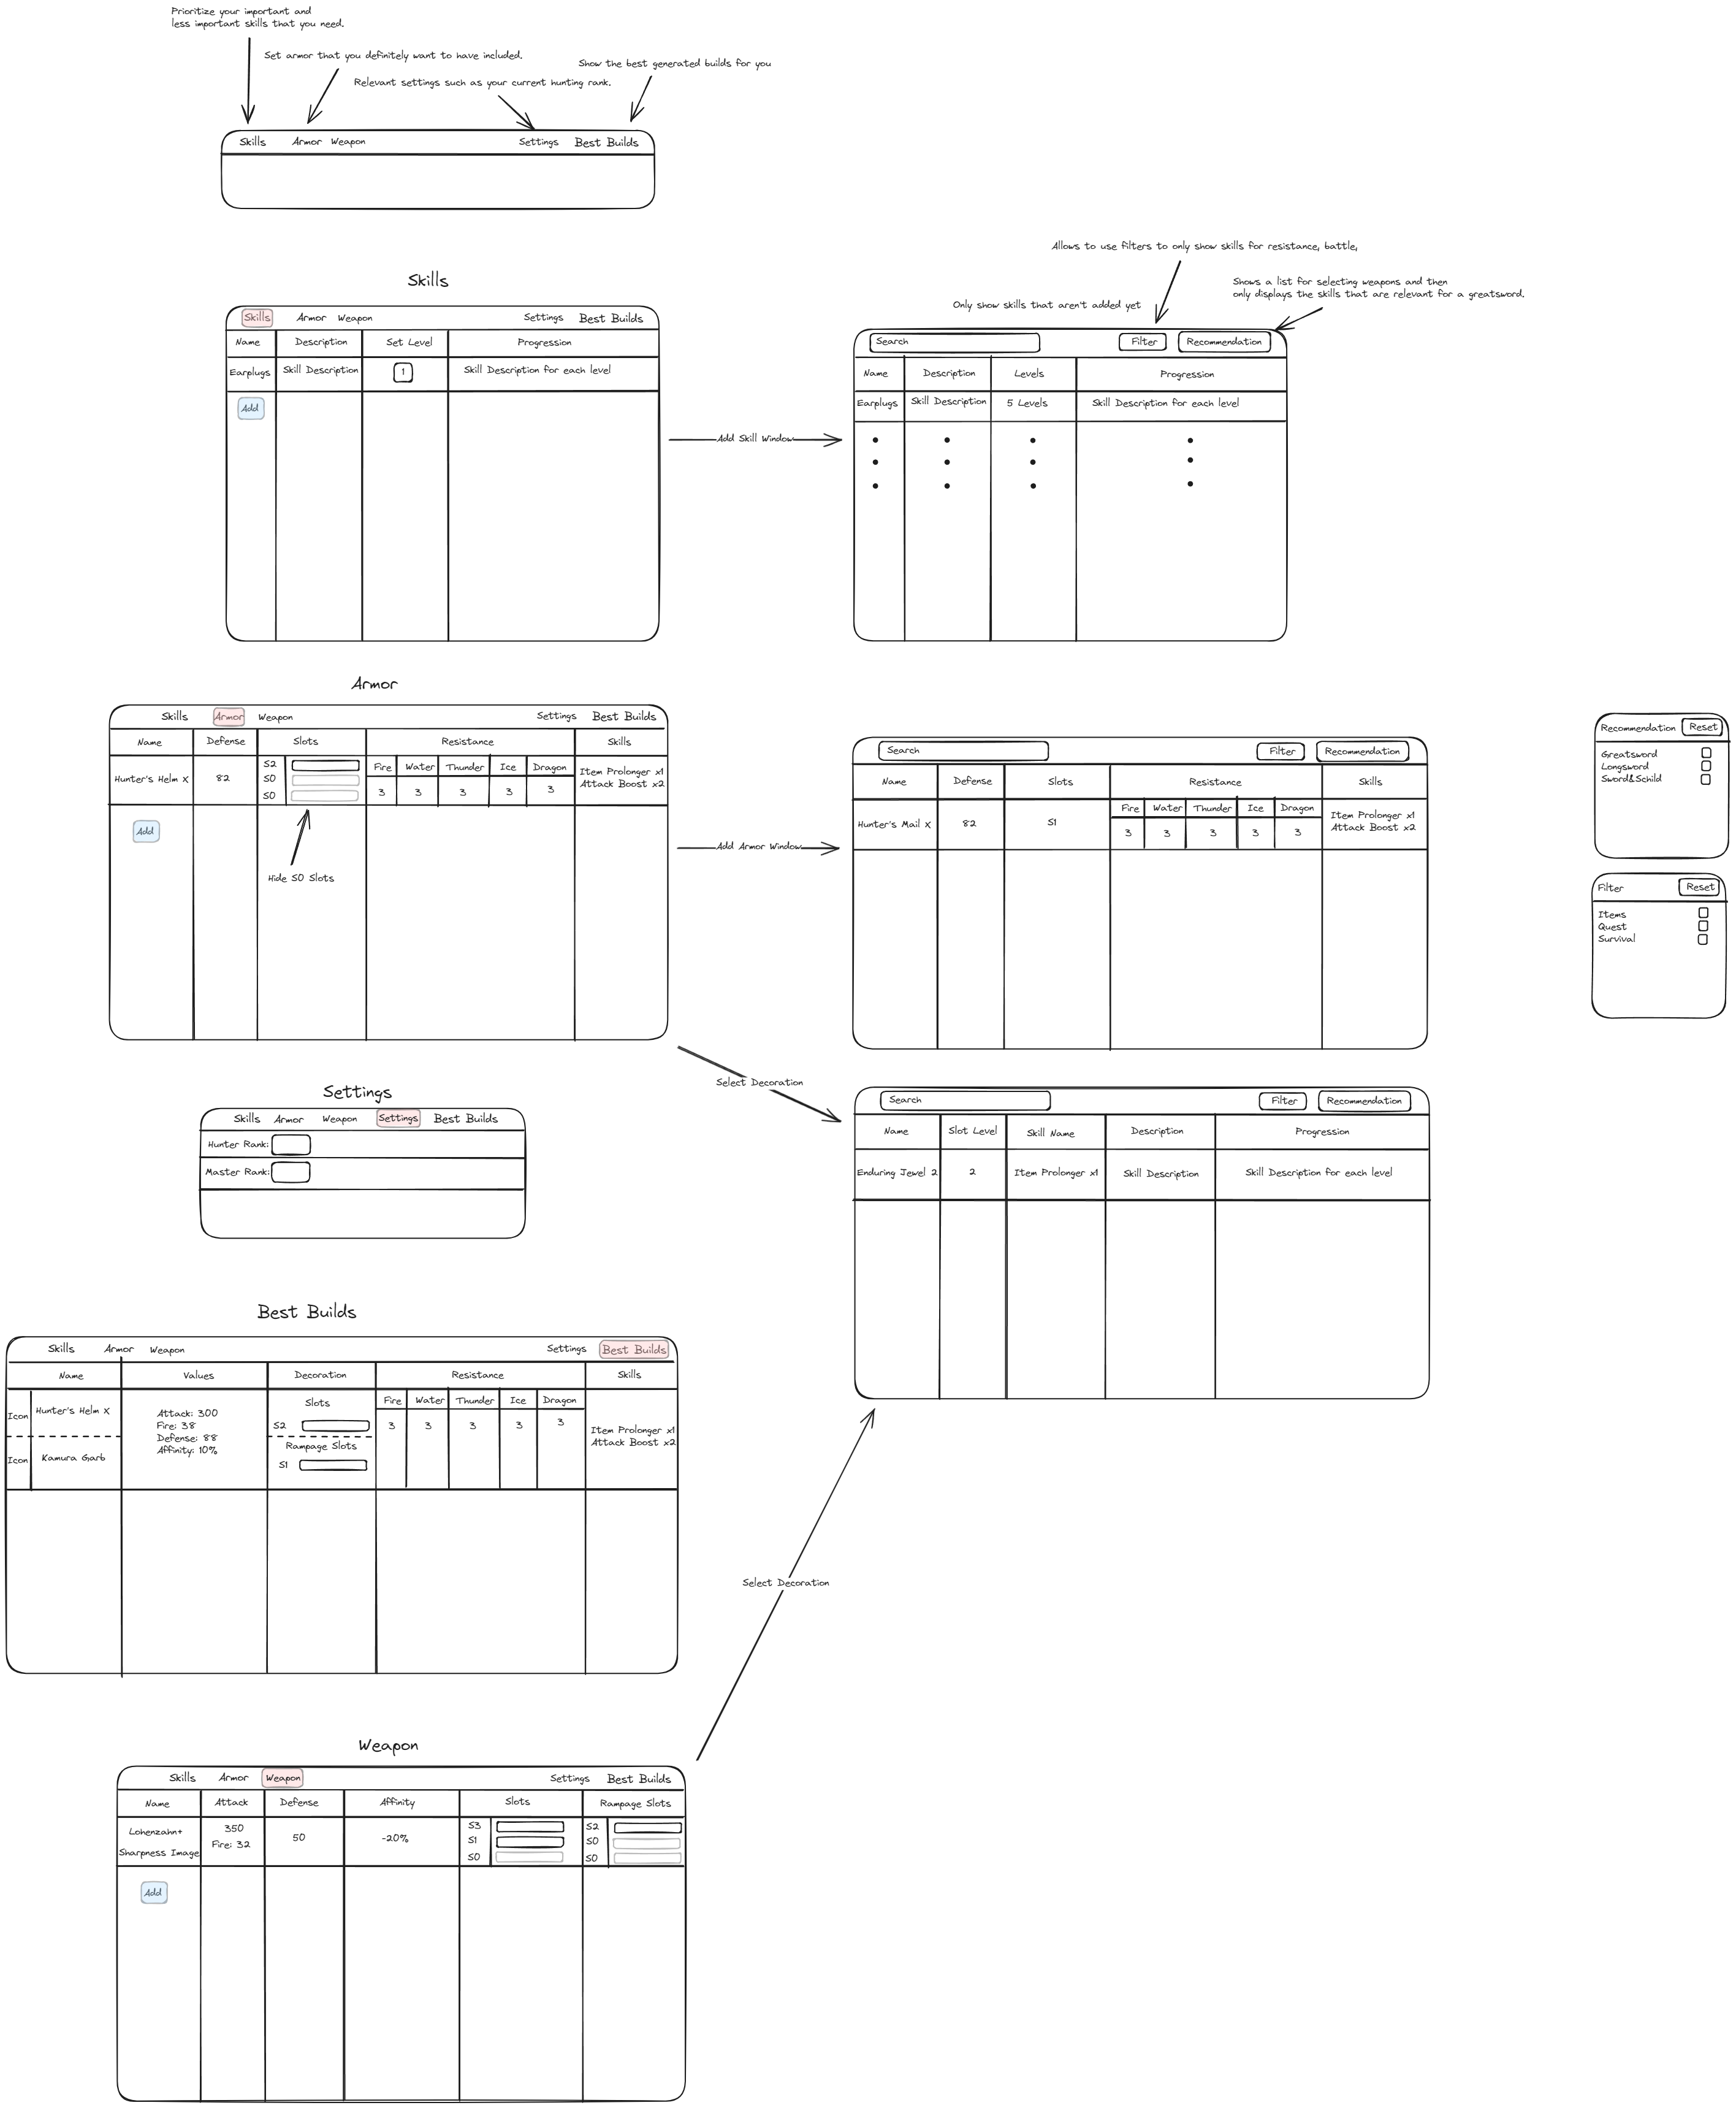 Prioritize your important and
less important skills that you need.
Set armor that you definitely want to have included.
Show the best generated builds for you
Relevant settings such as your current hunting rank.
Skills Armor Weapon Settings Best Builds
Allows to use filters to only show skills for resistance, battle,
Shows a list for selecting weapons and then
only displays the skills that are relevant for a greatsword.
Only show skills that aren't added yet
Skills
Skills Armor Weapon Settings Best Builds
Name Description Set Level Progression
Earplugs Skill Description 1 Skill Description for each level
Add
Add Skill Window
Search Filter Recommendation
Name Description Levels Progression
Earplugs Skill Description 5 Levels Skill Description for each level
Armor
Skills Armor Weapon Settings Best Builds
Name Defense Slots Resistance Skills
Hunter's Helm X 82
S2
S0
S0
Fire Water Thunder Ice Dragon
3 3 3 3 3
Item Prolonger x1
Attack Boost x2
Add
Hide S0 Slots
Add Armor Window
Search Filter Recommendation
Name Defense Slots Resistance Skills
Hunter's Mail X 82 S1
Fire Water Thunder Ice Dragon
3 3 3 3 3
Item Prolonger x1
Attack Boost x2
Recommendation Reset
Greatsword
Longsword
Sword&Schild
Filter Reset
Items
Quest
Survival
Select Decoration
Search Filter Recommendation
Name Slot Level Skill Name Description Progression
Enduring Jewel 2 2 Item Prolonger x1 Skill Description Skill Description for each level
Settings
Skills Armor Weapon Settings Best Builds
Hunter Rank:
Master Rank:
Best Builds
Skills Armor Weapon Settings Best Builds
Name Values Decoration Resistance Skills
Icon Hunter's Helm X
Icon Kamura Garb
Attack: 300
Fire: 38
Defense: 88
Affinity: 10%
Slots
S2
Rampage Slots
S1
Fire Water Thunder Ice Dragon
3 3 3 3 3
Item Prolonger x1
Attack Boost x2
Select Decoration
Weapon
Skills Armor Weapon Settings Best Builds
Name Attack Defense Affinity Slots Rampage Slots
Lohenzahn+
Sharpness Image
350
Fire: 32
50
-20%
S3
S1
S0
S2
S0
S0
Add